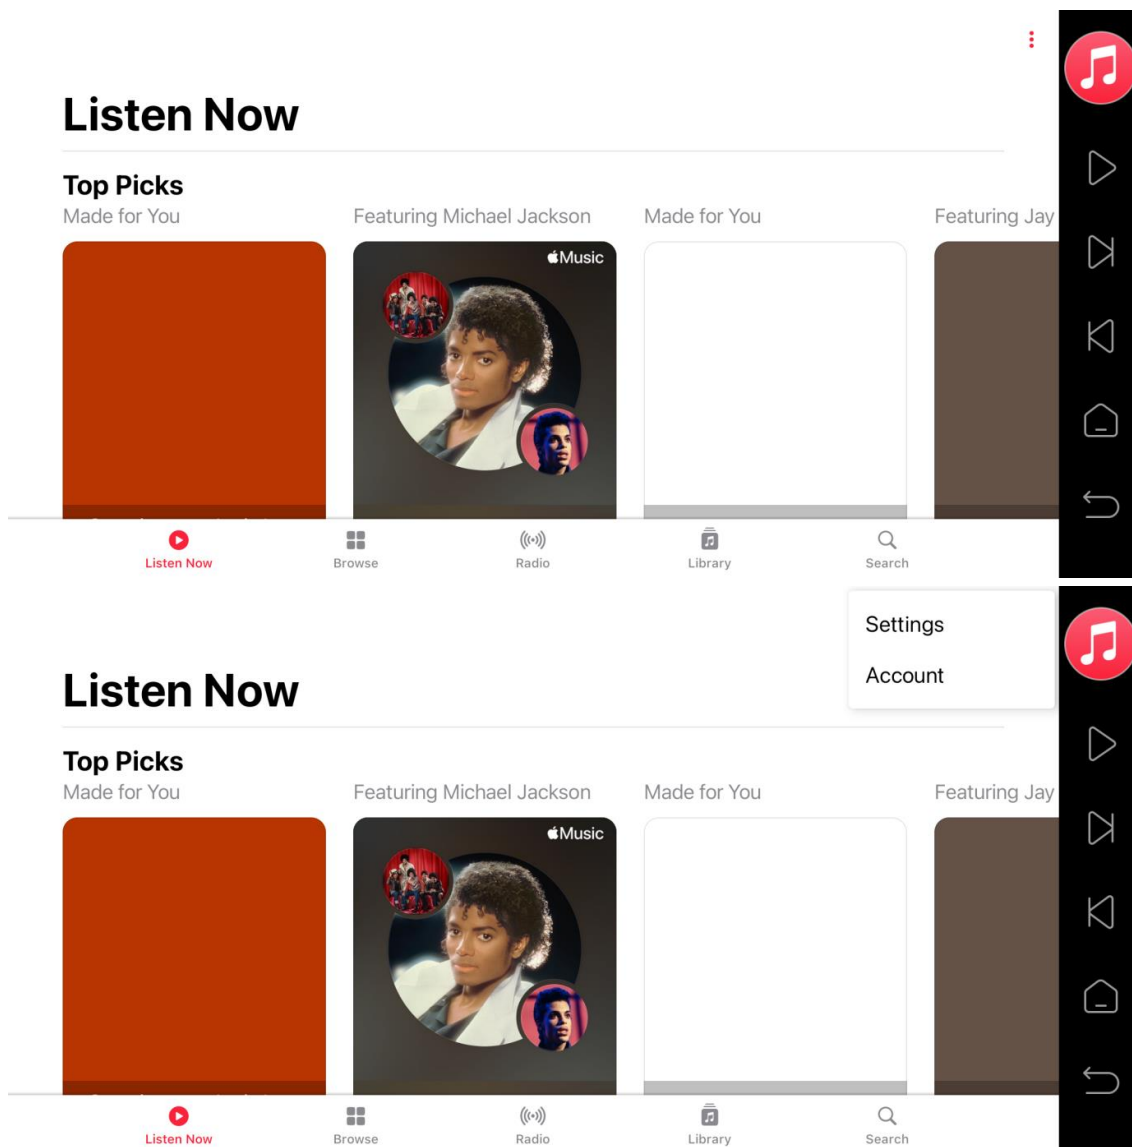 Listen Now
Top Picks
Made for You
Featuring Michael Jackson
Made for You
Featuring Jay
Music
Listen Now
Browse
Radio
Library
Search
Settings
Account
Listen Now
Top Picks
Made for You
Featuring Michael Jackson
Made for You
Featuring Jay
Music
Listen Now
Browse
Radio
Library
Search